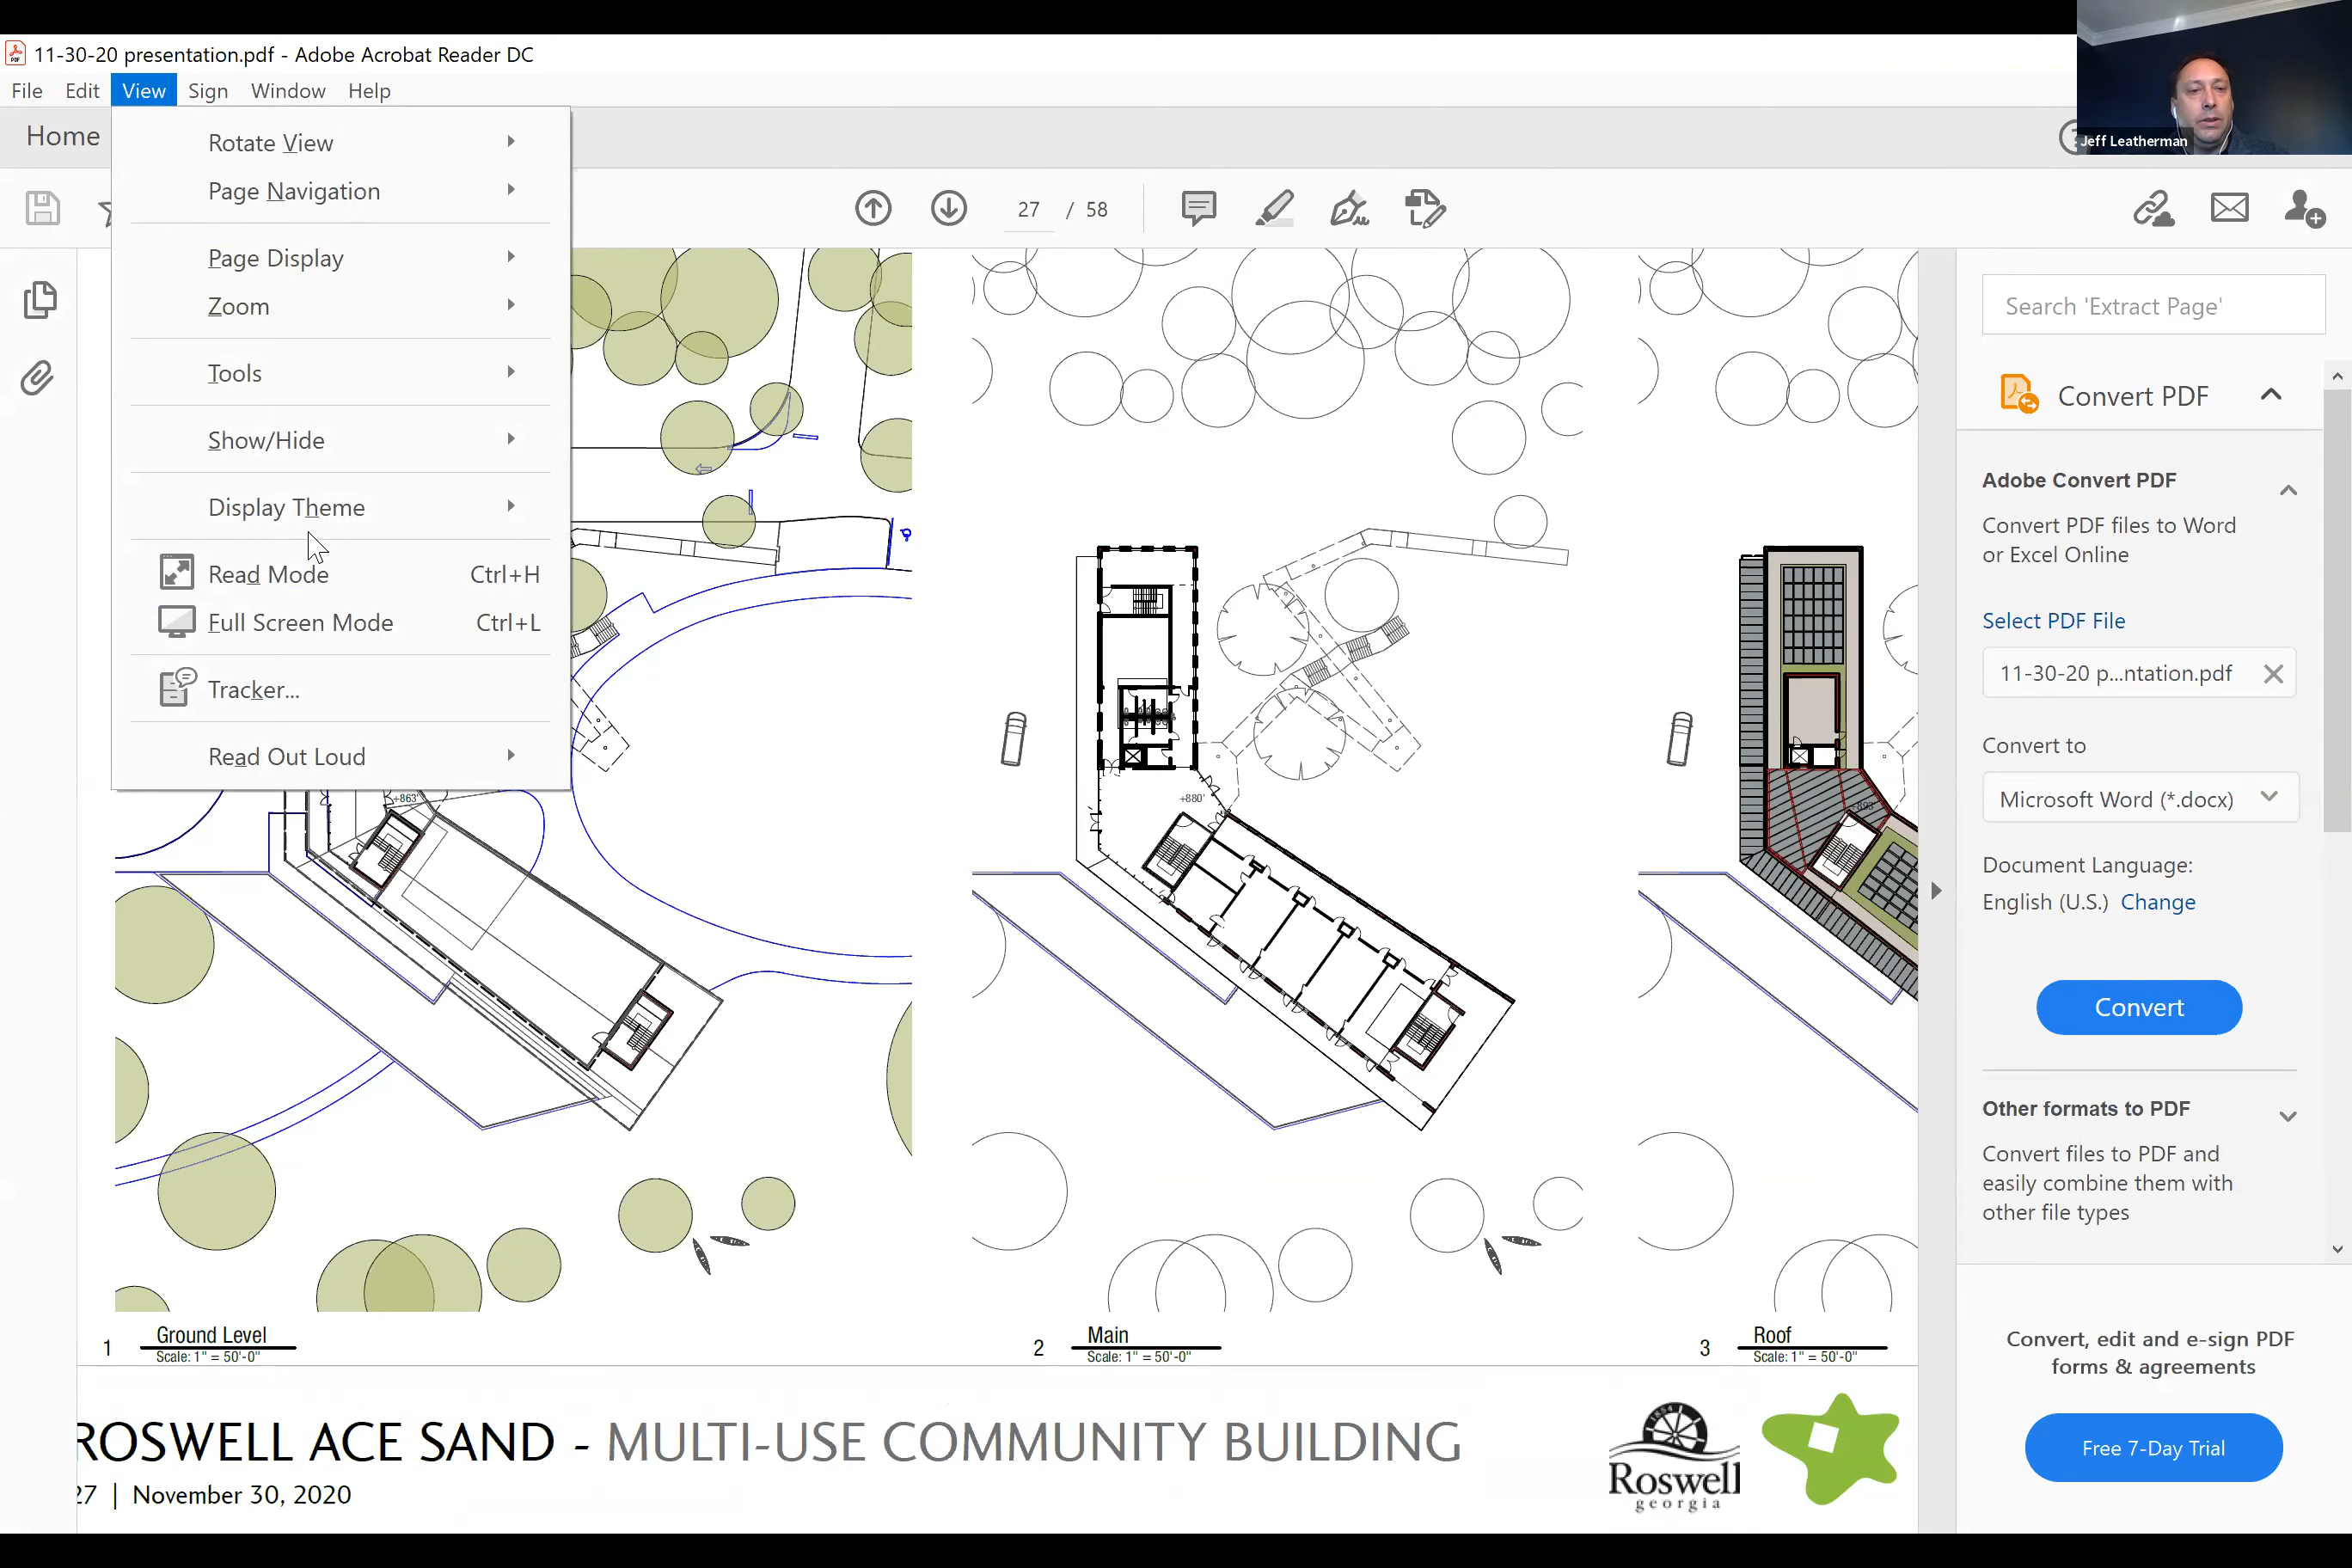 11-30-20 presentation.pdf - Adobe Acrobat Reader DC
File Edit View Sign Window Help
Jeff Leatherman
Home
27 / 58
Rotate View
Page Navigation
Page Display
Zoom
Tools
Show/Hide
Display Theme
Read Mode Ctrl+H
Full Screen Mode Ctrl+L
Tracker...
Read Out Loud
Search 'Extract Page'
Convert PDF
Adobe Convert PDF
Convert PDF files to Word
or Excel Online
Select PDF File
11-30-20 p...ntation.pdf
Convert to
Microsoft Word (*.docx)
Document Language:
English (U.S.) Change
Convert
Other formats to PDF
Convert files to PDF and
easily combine them with
other file types
Convert, edit and e-sign PDF
forms & agreements
Free 7-Day Trial
+863'
+880'
+893'
1 Ground Level
Scale: 1" = 50'-0"
2 Main
Scale: 1" = 50'-0"
3 Roof
Scale: 1" = 50'-0"
ROSWELL ACE SAND - MULTI-USE COMMUNITY BUILDING
27 | November 30, 2020
1854
Roswell
georgia